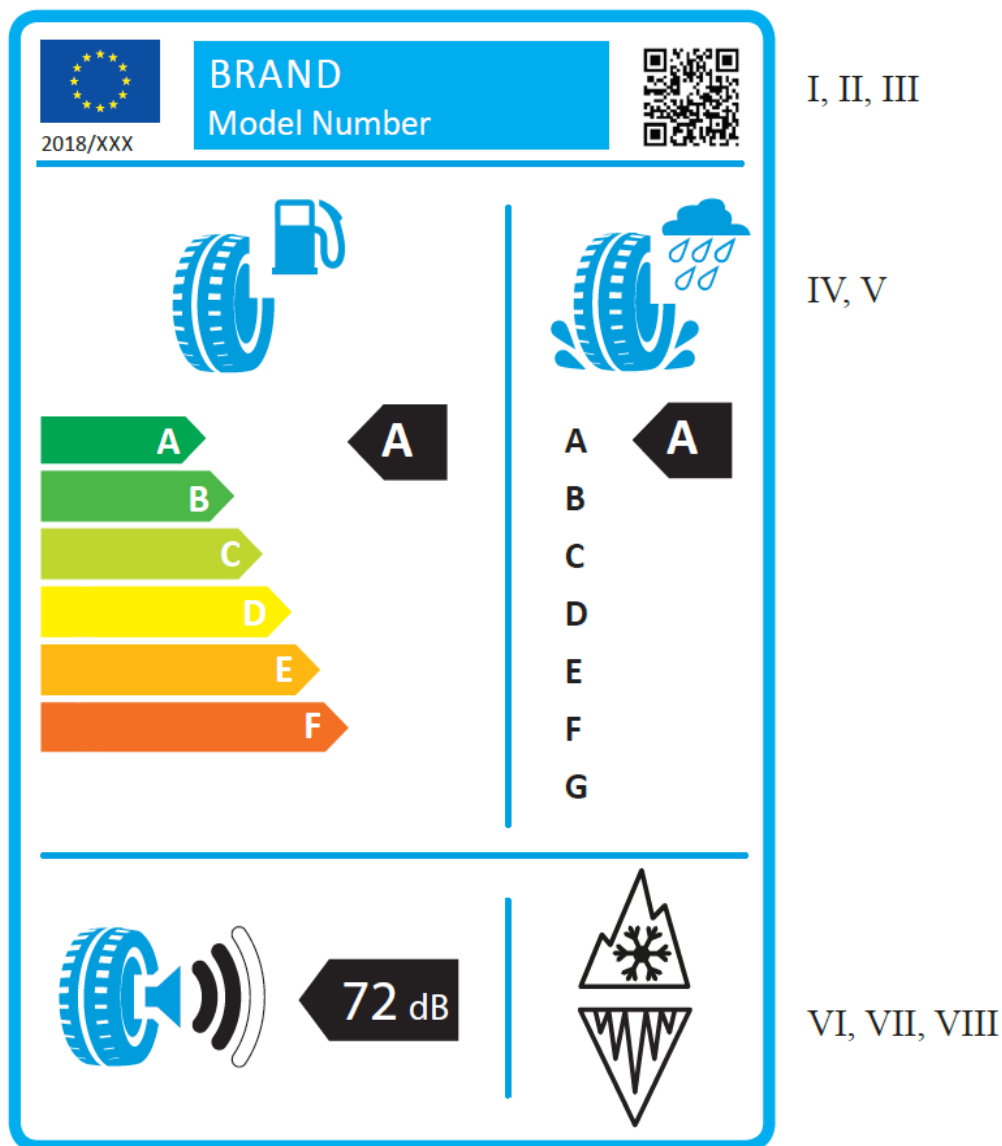 BRAND
Model Number
2018/XXX
I, II, III
IV, V
A
B
C
D
E
F
A
A
B
C
D
E
F
G
A
72 dB
VI, VII, VIII